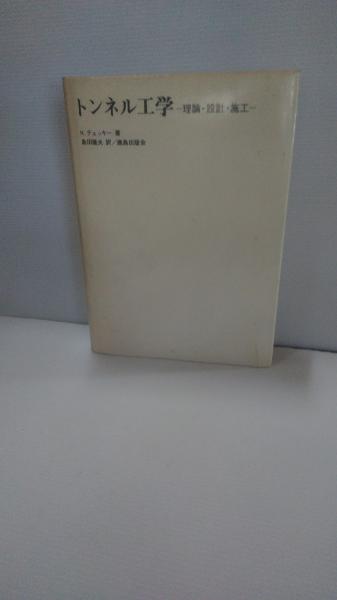 トンネル工学 ―理論・設計・施工―
K. チェッキー 著
島田隆夫 訳/鹿島出版会